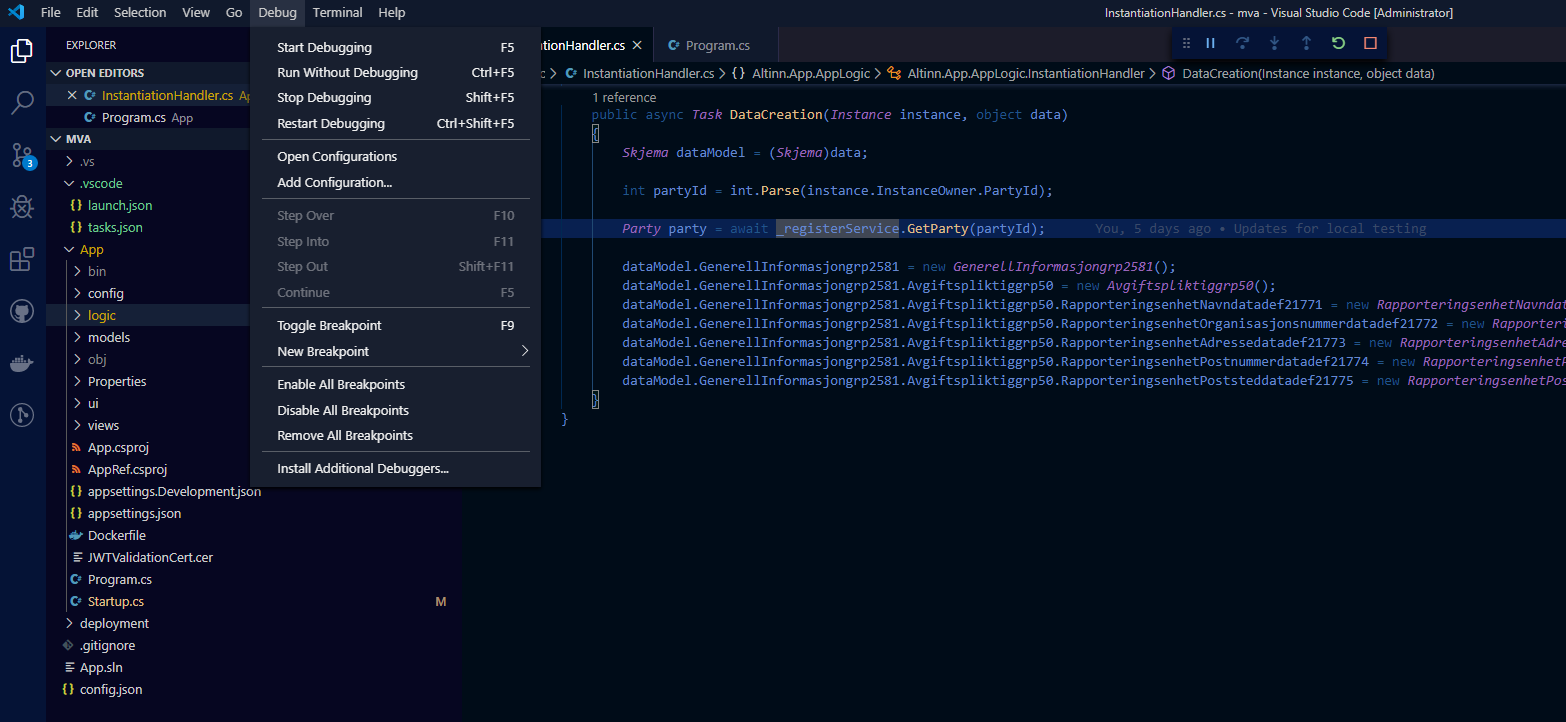 File Edit Selection View Go Debug Terminal Help
InstantiationHandler.cs - mva - Visual Studio Code [Administrator]
EXPLORER
OPEN EDITORS
InstantiationHandler.cs Ap
Program.cs App
MVA
.vs
.vscode
launch.json
tasks.json
App
bin
config
logic
models
obj
Properties
ui
views
App.csproj
AppRef.csproj
appsettings.Development.json
appsettings.json
Dockerfile
JWTValidationCert.cer
Program.cs
Startup.cs M
deployment
.gitignore
App.sln
config.json
3
Start Debugging F5
Run Without Debugging Ctrl+F5
Stop Debugging Shift+F5
Restart Debugging Ctrl+Shift+F5
Open Configurations
Add Configuration...
Step Over F10
Step Into F11
Step Out Shift+F11
Continue F5
Toggle Breakpoint F9
New Breakpoint
Enable All Breakpoints
Disable All Breakpoints
Remove All Breakpoints
Install Additional Debuggers...
tionHandler.cs Program.cs
c > InstantiationHandler.cs > {} Altinn.App.AppLogic > Altinn.App.AppLogic.InstantiationHandler > DataCreation(Instance instance, object data)
1 reference
public async Task DataCreation(Instance instance, object data)
{
Skjema dataModel = (Skjema)data;
int partyId = int.Parse(instance.InstanceOwner.PartyId);
Party party = await _registerService.GetParty(partyId); You, 5 days ago • Updates for local testing
dataModel.GenerellInformasjongrp2581 = new GenerellInformasjongrp2581();
dataModel.GenerellInformasjongrp2581.Avgiftspliktiggrp50 = new Avgiftspliktiggrp50();
dataModel.GenerellInformasjongrp2581.Avgiftspliktiggrp50.RapporteringsenhetNavndatadef21771 = new RapporteringsenhetNavndat
dataModel.GenerellInformasjongrp2581.Avgiftspliktiggrp50.RapporteringsenhetOrganisasjonsnummerdatadef21772 = new Rapporterings
dataModel.GenerellInformasjongrp2581.Avgiftspliktiggrp50.RapporteringsenhetAdressedatadef21773 = new RapporteringsenhetAdre
dataModel.GenerellInformasjongrp2581.Avgiftspliktiggrp50.RapporteringsenhetPostnummerdatadef21774 = new RapporteringsenhetP
dataModel.GenerellInformasjongrp2581.Avgiftspliktiggrp50.RapporteringsenhetPoststeddatadef21775 = new RapporteringsenhetPos
}
}